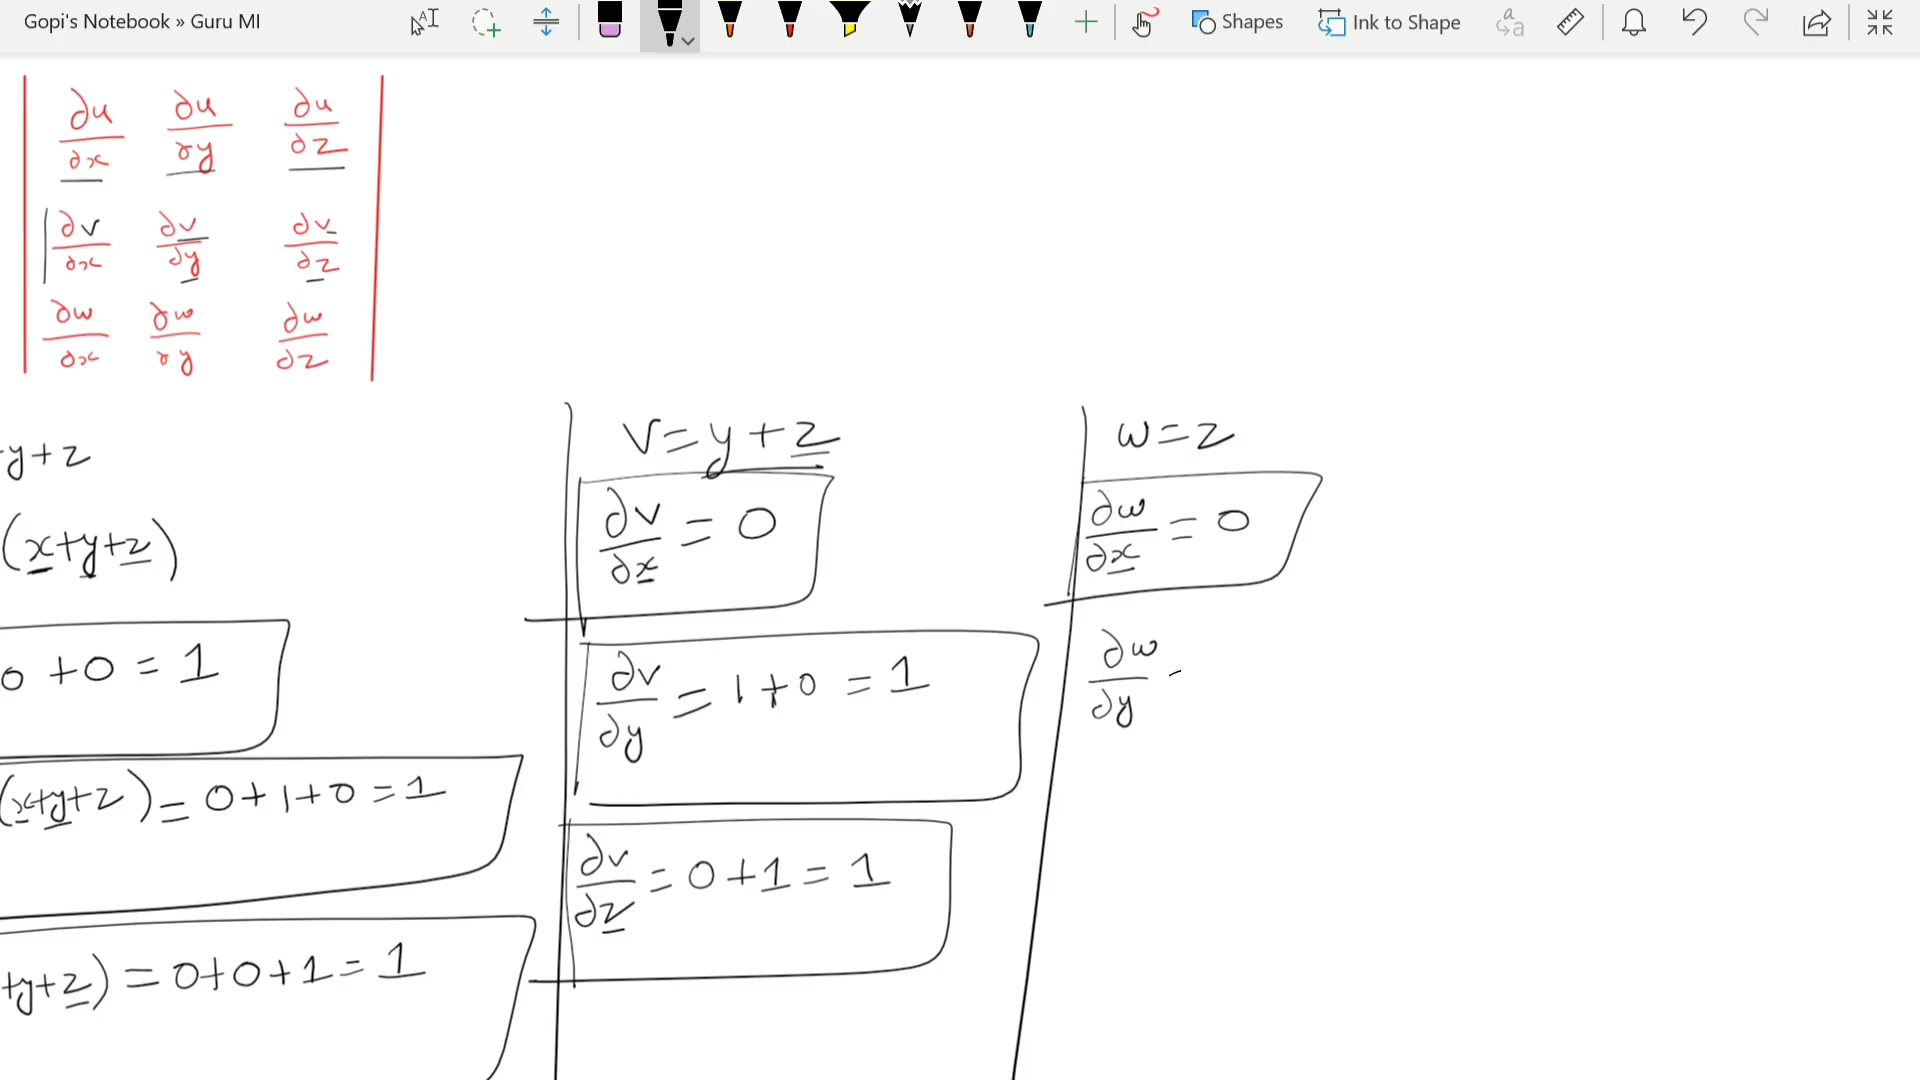 Gopi's Notebook » Guru MI
Shapes
Ink to Shape
∂u/∂x ∂u/∂y ∂u/∂z
∂v/∂x ∂v/∂y ∂v/∂z
∂w/∂x ∂w/∂y ∂w/∂z
y+z
(x+y+z)
0+0=1
(x+y+z)=0+1+0=1
+y+z)=0+0+1=1
v=y+z
∂v/∂x=0
∂v/∂y=1+0=1
∂v/∂z=0+1=1
w=z
∂w/∂x=0
∂w/∂y -